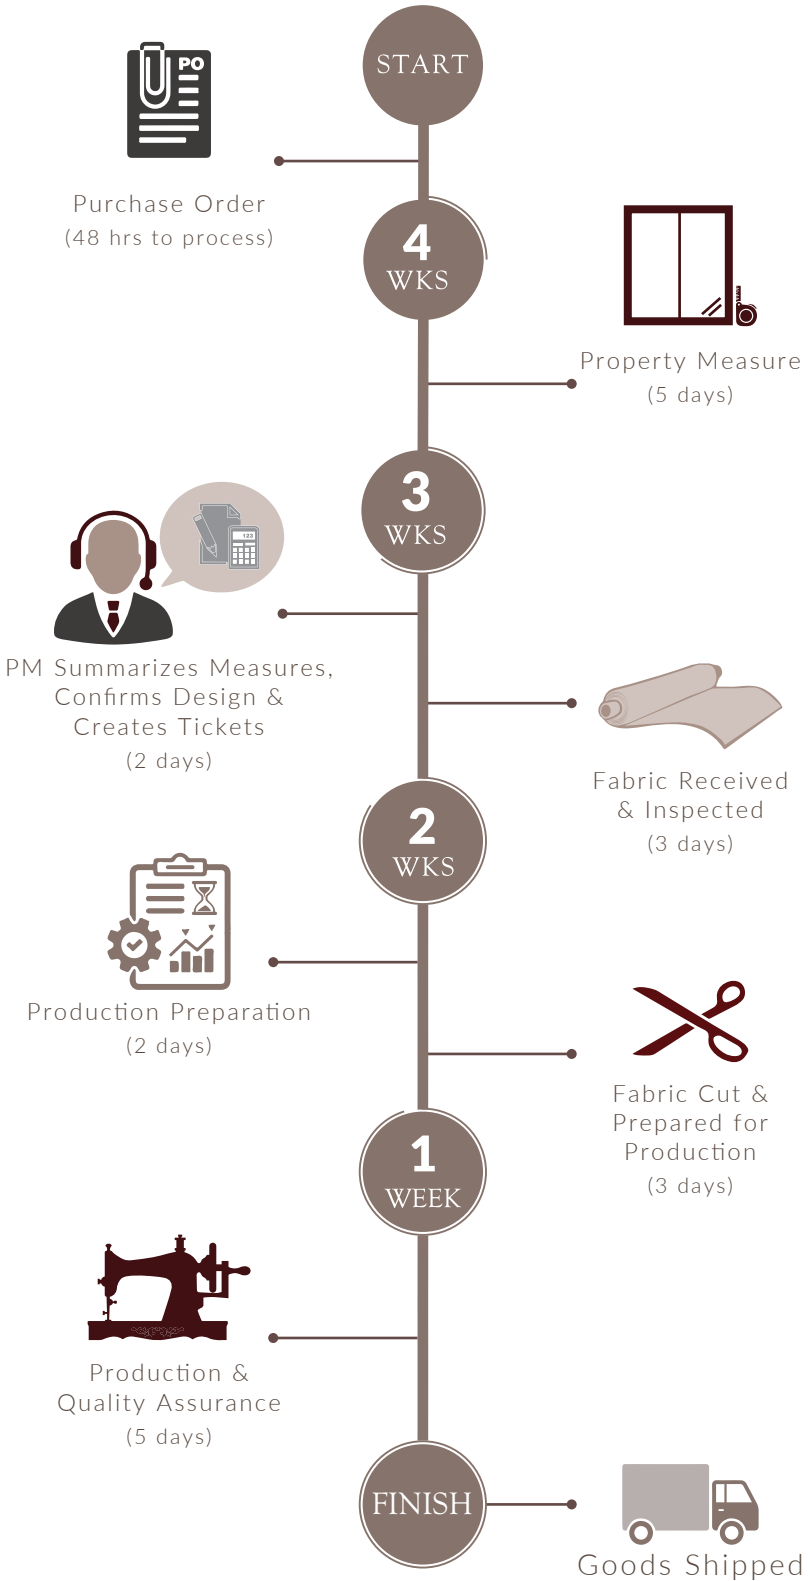 START
PO
Purchase Order
(48 hrs to process)
4
WKS
Property Measure
(5 days)
3
WKS
123
PM Summarizes Measures,
Confirms Design &
Creates Tickets
(2 days)
Fabric Received
& Inspected
(3 days)
2
WKS
Production Preparation
(2 days)
Fabric Cut &
Prepared for
Production
(3 days)
1
WEEK
Production &
Quality Assurance
(5 days)
FINISH
Goods Shipped